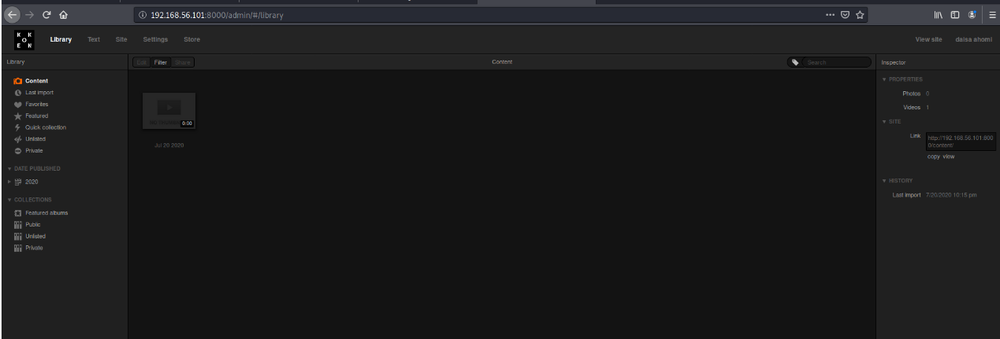 192.168.56.101:8000/admin/#/library
K K
O
E N
Library Text Site Settings Store View site daisa ahomi
Library Edit Filter Share Content Search Inspector
Content
Last import
Favorites
Featured
Quick collection
Unlisted
Private
DATE PUBLISHED
2020
COLLECTIONS
Featured albums
Public
Unlisted
Private
0:00
Jul 20 2020
PROPERTIES
Photos 0
Videos 1
SITE
Link http://192.168.56.101:800
0/content/
copy view
HISTORY
Last import 7/20/2020 10:15 pm